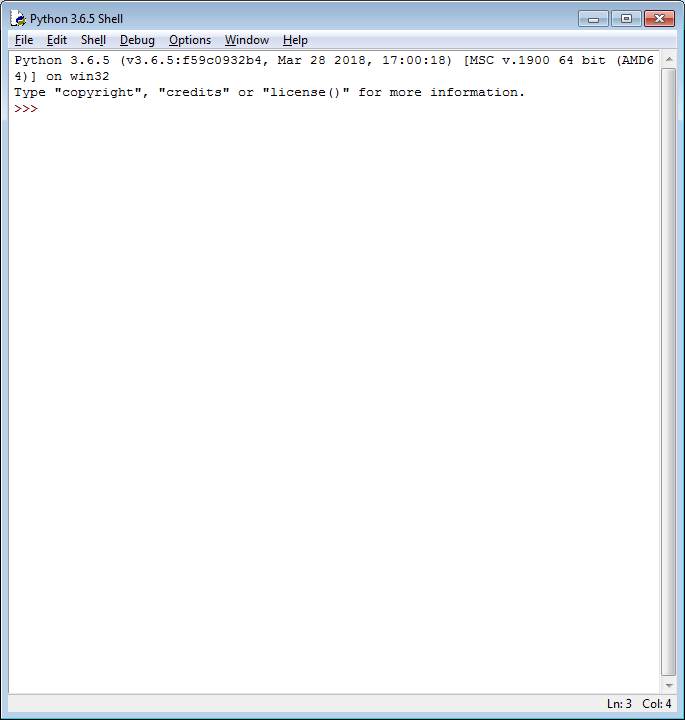 Python 3.6.5 Shell
File Edit Shell Debug Options Window Help
Python 3.6.5 (v3.6.5:f59c0932b4, Mar 28 2018, 17:00:18) [MSC v.1900 64 bit (AMD6
4)] on win32
Type "copyright", "credits" or "license()" for more information.
>>>
Ln: 3 Col: 4